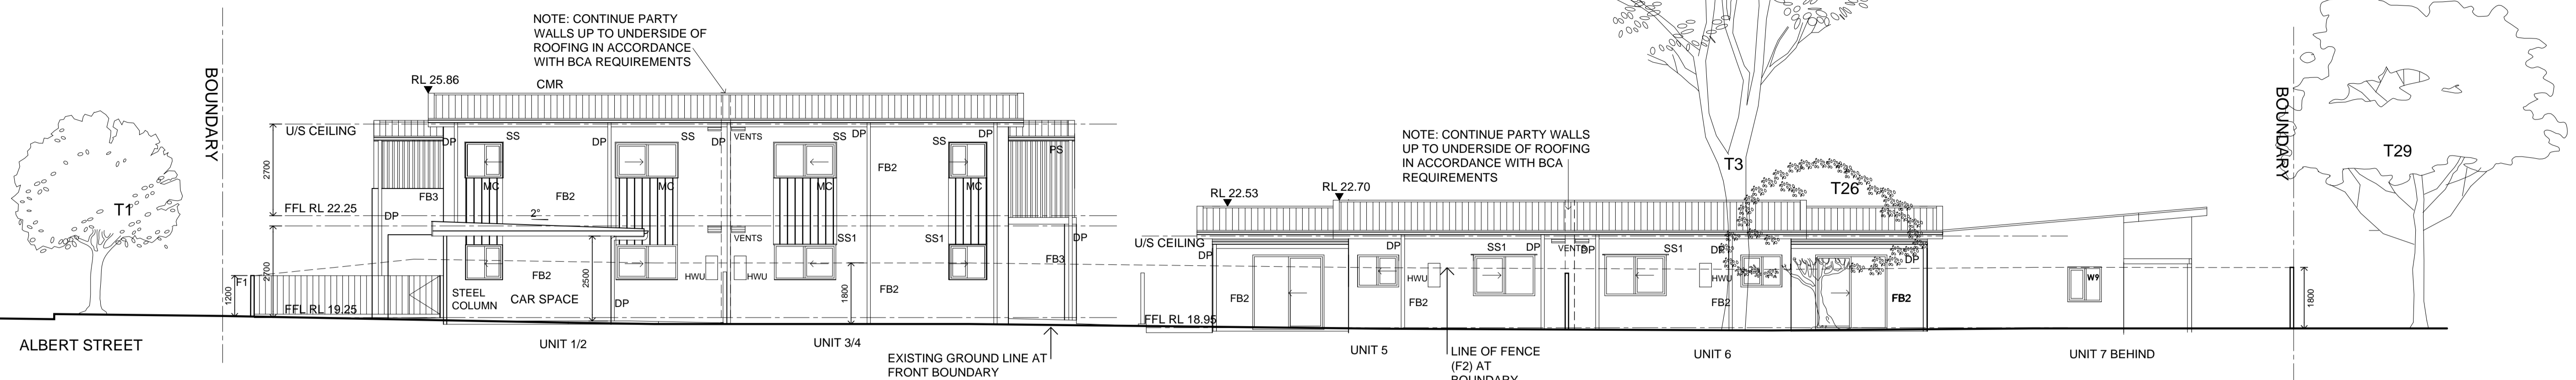 NOTE: CONTINUE PARTY
WALLS UP TO UNDERSIDE OF
ROOFING IN ACCORDANCE
WITH BCA REQUIREMENTS
BOUNDARY
RL 25.86
CMR
U/S CEILING
2700
DP
SS
DP
SS
DP
VENTS
SS
DP
SS
DP
PS
FB2
MC
FB2
MC
MC
MC
FB3
T1
FFL RL 22.25
DP
2°
2700
VENTS
SS1
SS1
DP
FB3
FB2
2500
HWU
HWU
1800
FB2
1200
F1
STEEL
COLUMN
CAR SPACE
DP
FFL RL 19.25
ALBERT STREET
UNIT 1/2
UNIT 3/4
EXISTING GROUND LINE AT
FRONT BOUNDARY
NOTE: CONTINUE PARTY WALLS
UP TO UNDERSIDE OF ROOFING
IN ACCORDANCE WITH BCA
REQUIREMENTS
RL 22.53
RL 22.70
T3
T26
BOUNDARY
T29
U/S CEILING
DP
DP
SS1
DP
VENTS
DP
SS1
DP
DP
HWU
HWU
W9
FB2
FB2
FB2
FB2
1800
FFL RL 18.95
UNIT 5
LINE OF FENCE
(F2) AT
BOUNDARY
UNIT 6
UNIT 7 BEHIND